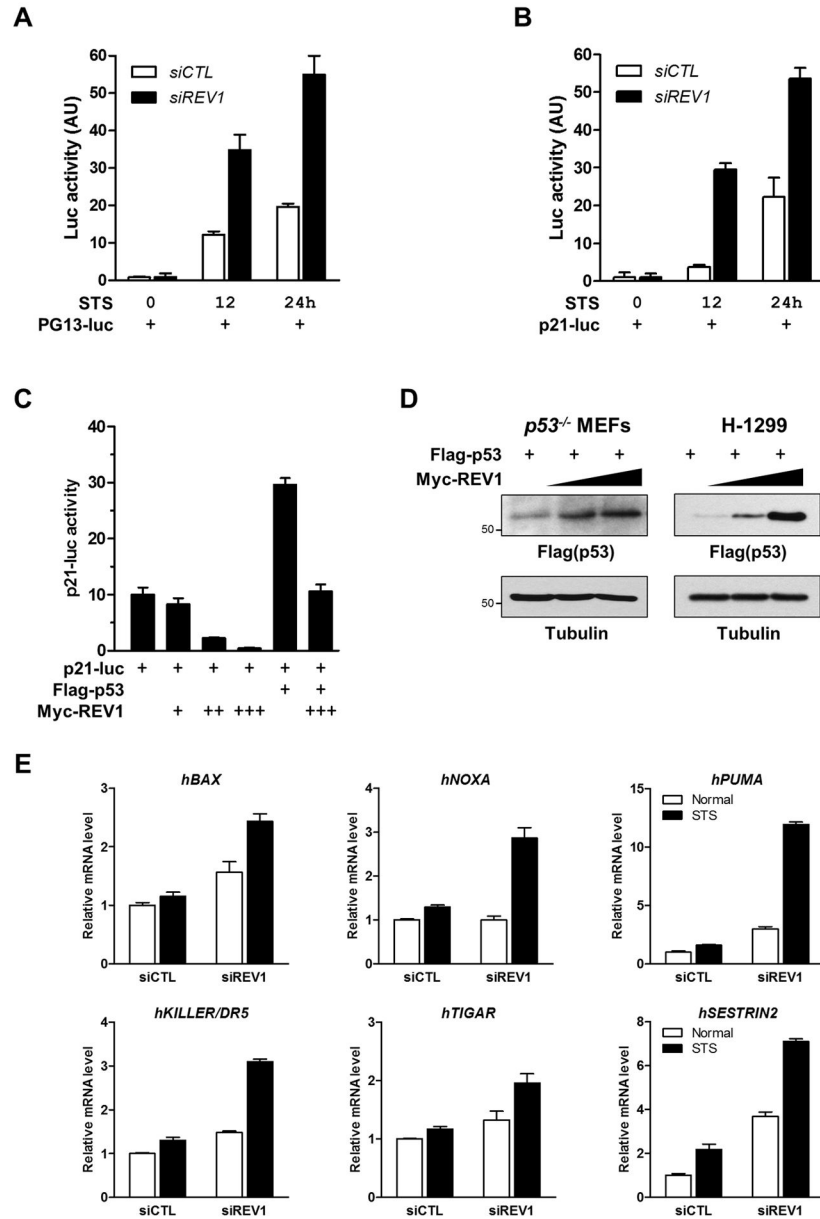 A
60
50
40
30
20
10
0
Luc activity (AU)
siCTL
siREV1
STS 0 12 24h
PG13-luc + + +
B
60
50
40
30
20
10
0
Luc activity (AU)
siCTL
siREV1
STS 0 12 24h
p21-luc + + +
C
40
30
20
10
0
p21-luc activity
p21-luc + + + + + +
Flag-p53 + +
Myc-REV1 + ++ +++ +++
D
p53-/- MEFs H-1299
Flag-p53 + + + + + +
Myc-REV1
50
Flag(p53) Flag(p53)
50
Tubulin Tubulin
E
hBAX
3
2
1
0
Relative mRNA level
siCTL siREV1
hNOXA
4
3
2
1
0
Relative mRNA level
siCTL siREV1
hPUMA
15
12
9
5
2
0
Relative mRNA level
Normal
STS
siCTL siREV1
hKILLER/DR5
4
3
2
1
0
Relative mRNA level
siCTL siREV1
hTIGAR
3
2
1
0
Relative mRNA level
siCTL siREV1
hSESTRIN2
8
6
4
2
0
Relative mRNA level
Normal
STS
siCTL siREV1